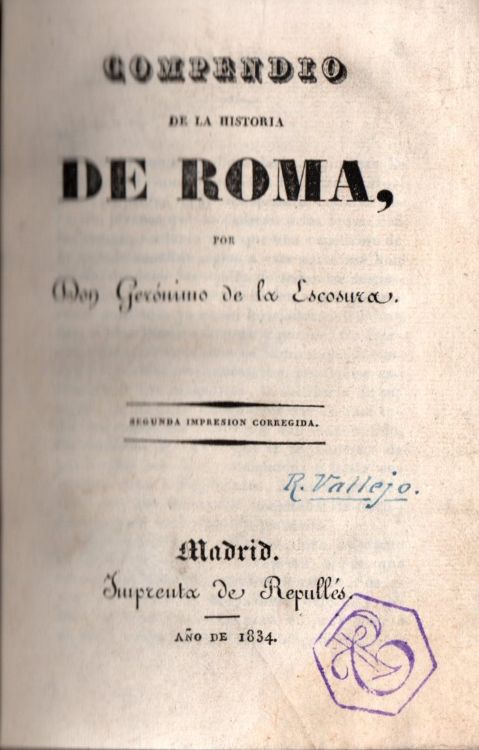 COMPENDIO
DE LA HISTORIA
DE ROMA,
POR
Don Gerónimo de la Escosura.
SEGUNDA IMPRESION CORREGIDA.
R. Vallejo.
Madrid.
Imprenta de Repullés.
AÑO DE 1834.